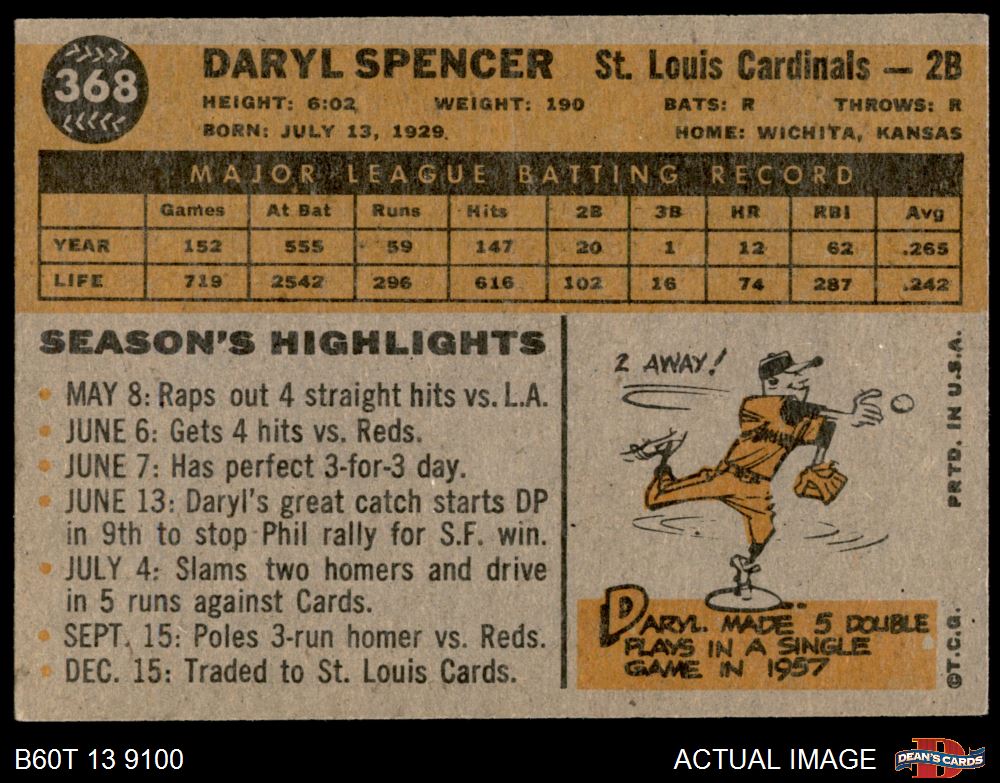 368
DARYL SPENCER St. Louis Cardinals — 2B
HEIGHT: 6:02 WEIGHT: 190 BATS: R THROWS: R
BORN: JULY 13, 1929. HOME: WICHITA, KANSAS
MAJOR LEAGUE BATTING RECORD
Games At Bat Runs Hits 2B 3B HR RBI Avg
YEAR 152 555 59 147 20 1 12 62 .265
LIFE 719 2542 296 616 102 16 74 287 .242
SEASON'S HIGHLIGHTS
• MAY 8: Raps out 4 straight hits vs. L.A.
• JUNE 6: Gets 4 hits vs. Reds.
• JUNE 7: Has perfect 3-for-3 day.
• JUNE 13: Daryl's great catch starts DP
in 9th to stop Phil rally for S.F. win.
• JULY 4: Slams two homers and drive
in 5 runs against Cards.
• SEPT. 15: Poles 3-run homer vs. Reds.
• DEC. 15: Traded to St. Louis Cards.
2 AWAY!
DARYL MADE 5 DOUBLE
PLAYS IN A SINGLE
GAME IN 1957
©T.C.G. PRTD. IN U.S.A.
B60T 13 9100 ACTUAL IMAGE
D
DEAN'S CARDS